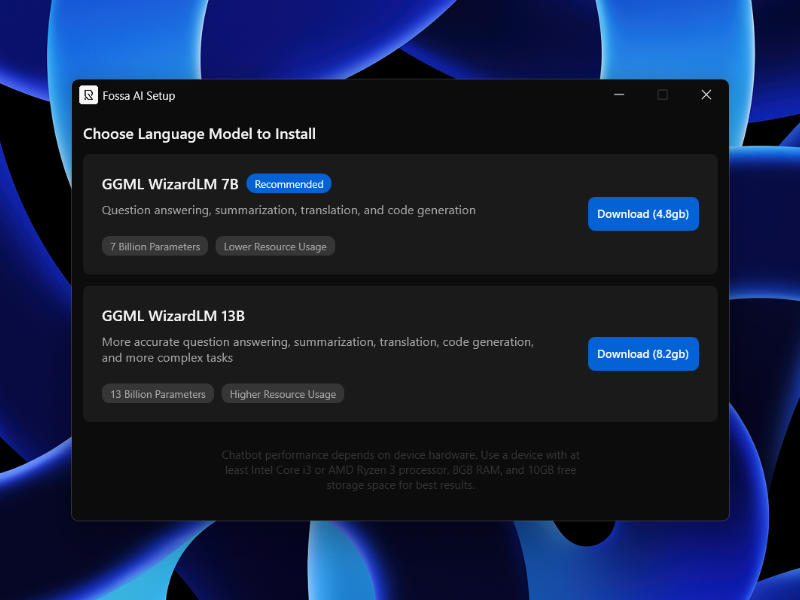 Fossa AI Setup
Choose Language Model to Install
GGML WizardLM 7B Recommended
Question answering, summarization, translation, and code generation
Download (4.8gb)
7 Billion Parameters Lower Resource Usage
GGML WizardLM 13B
More accurate question answering, summarization, translation, code generation,
and more complex tasks
Download (8.2gb)
13 Billion Parameters Higher Resource Usage
Chatbot performance depends on device hardware. Use a device with at
least Intel Core i3 or AMD Ryzen 3 processor, 8GB RAM, and 10GB free
storage space for best results.